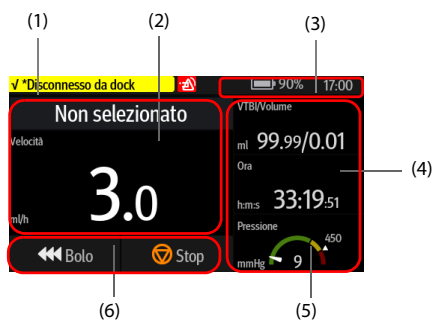 (1)
(2)
(3)
√ *Disconnesso da dock
90% 17:00
Non selezionato
Velocità
3.0
ml/h
VTBI/Volume
ml 99.99/0.01
Ora
h:m:s 33:19:51
Pressione
450
mmHg 9
(4)
Bolo
Stop
(6)
(5)